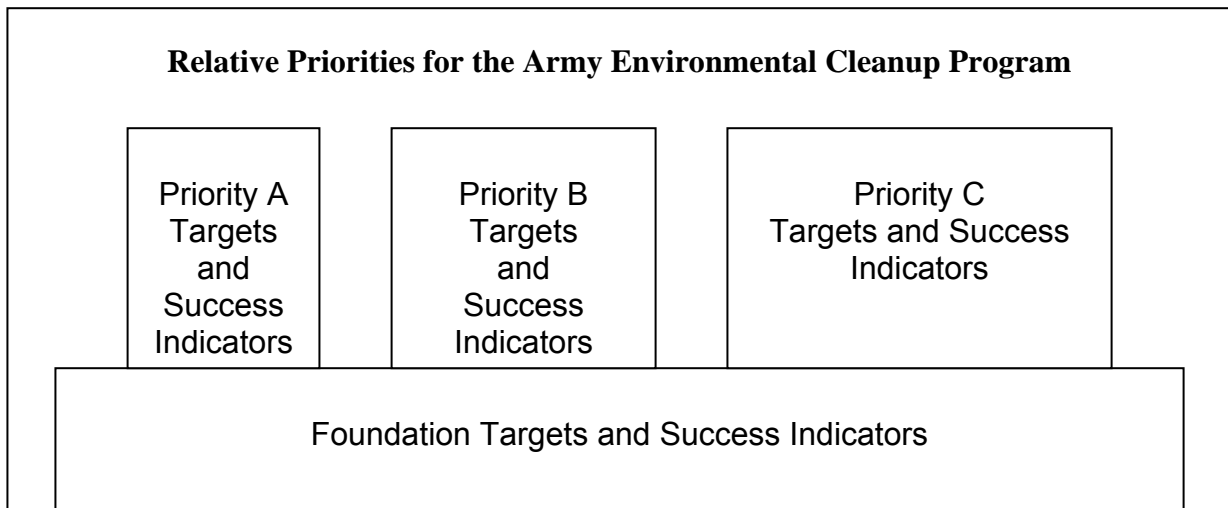 Relative Priorities for the Army Environmental Cleanup Program
Priority A
Targets
and
Success
Indicators
Priority B
Targets
and
Success
Indicators
Priority C
Targets and Success
Indicators
Foundation Targets and Success Indicators